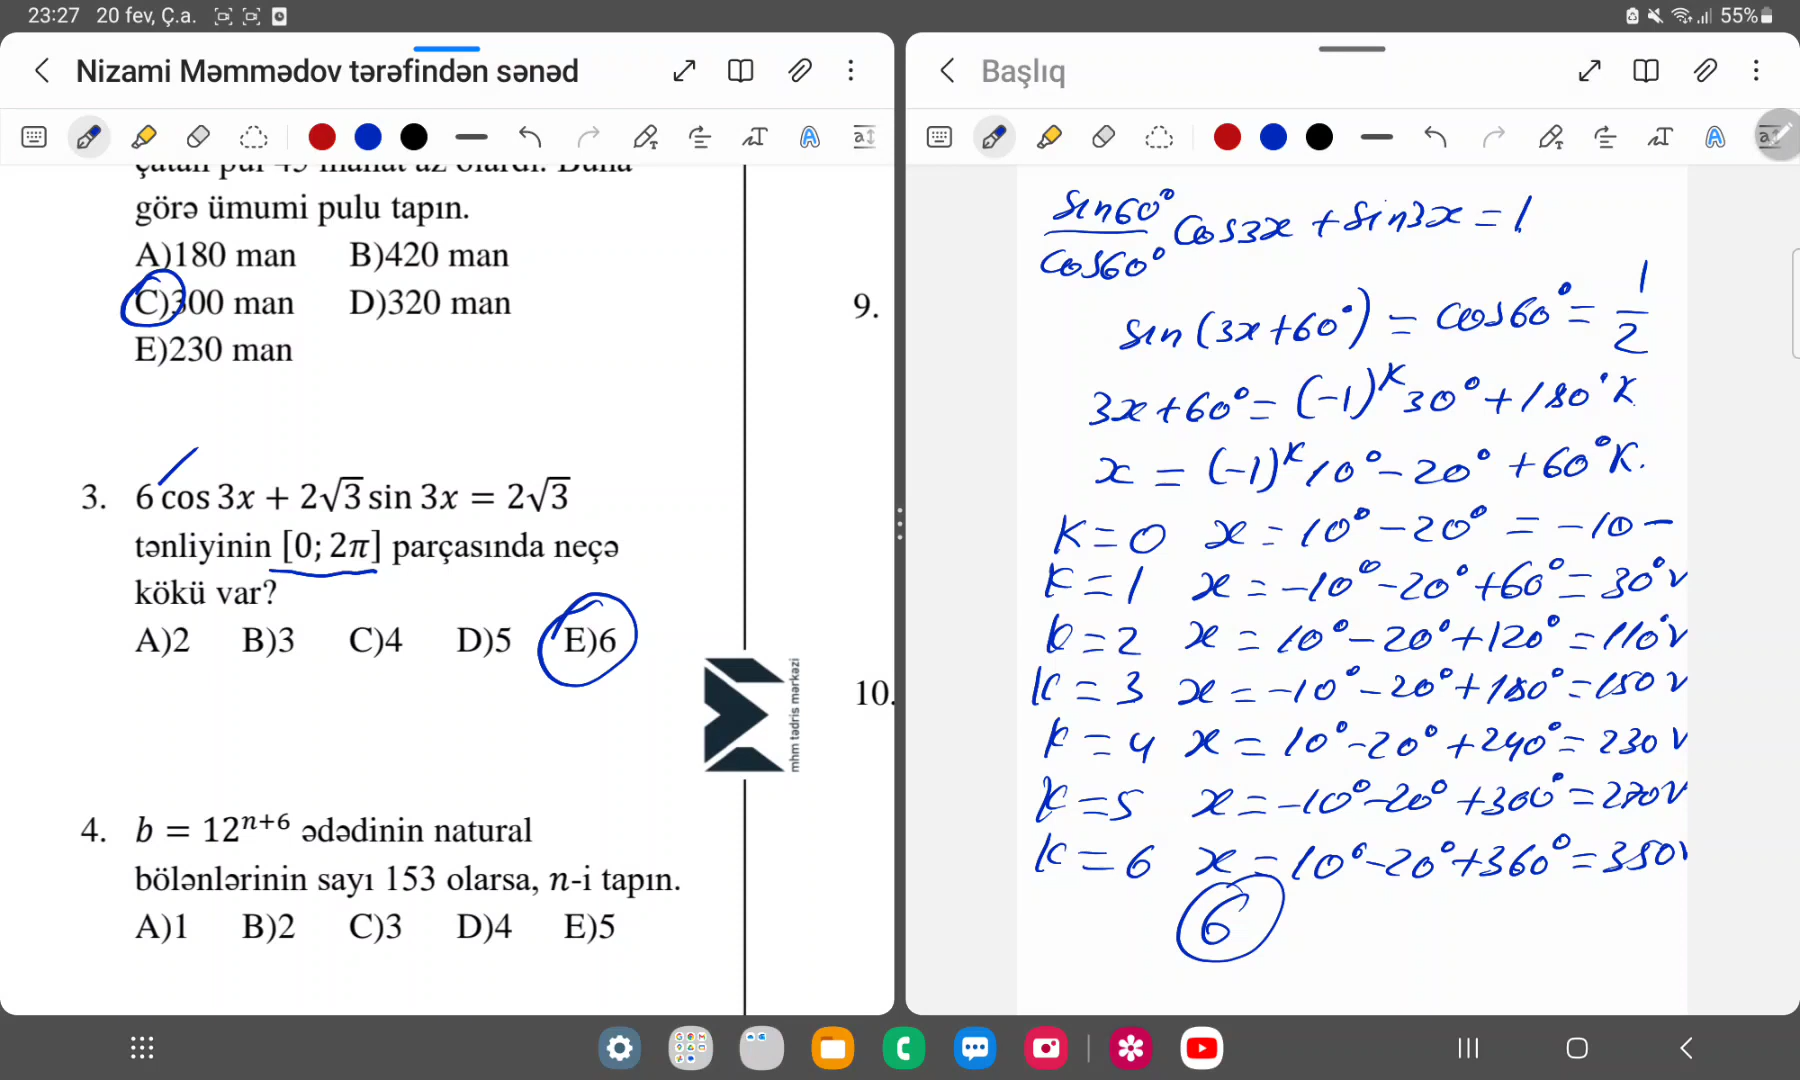 23:27 20 fev, Ç.a.
55%
Nizami Məmmədov tərəfindən sənəd
görə ümumi pulu tapın.
A)180 man B)420 man
C)300 man D)320 man
E)230 man
3. 6 cos 3x + 2√3 sin 3x = 2√3
tənliyinin [0; 2π] parçasında neçə
kökü var?
A)2 B)3 C)4 D)5 E)6
4. b = 12ⁿ⁺⁶ ədədinin natural
bölənlərinin sayı 153 olarsa, n-i tapın.
A)1 B)2 C)3 D)4 E)5
mhm tədris mərkəzi
9.
10.
Başlıq
sin60°/cos60° cos3x + sin3x = 1
sin(3x+60°) = cos60° = 1/2
3x+60° = (-1)ᴷ 30° + 180°K
x = (-1)ᴷ 10° - 20° + 60°K.
K=0 x = 10° - 20° = -10 -
K=1 x = -10° - 20° + 60° = 30° v
K=2 x = 10° - 20° + 120° = 110° v
K=3 x = -10° - 20° + 180° = 150 v
K=4 x = 10° - 20° + 240° = 230 v
K=5 x = -10° - 20° + 300° = 270 v
K=6 x = 10° - 20° + 360° = 350 v
6